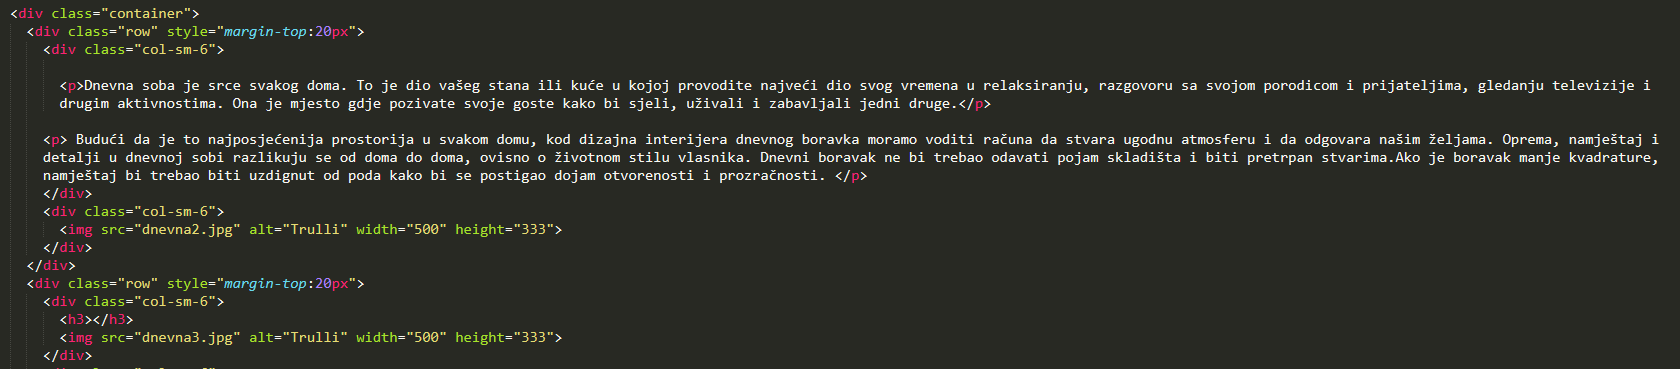 <div class="container">
<div class="row" style="margin-top:20px">
<div class="col-sm-6">
<p>Dnevna soba je srce svakog doma. To je dio vašeg stana ili kuće u kojoj provodite najveći dio svog vremena u relaksiranju, razgovoru sa svojom porodicom i prijateljima, gledanju televizije i
drugim aktivnostima. Ona je mjesto gdje pozivate svoje goste kako bi sjeli, uživali i zabavljali jedni druge.</p>
<p> Budući da je to najposjećenija prostorija u svakom domu, kod dizajna interijera dnevnog boravka moramo voditi računa da stvara ugodnu atmosferu i da odgovara našim željama. Oprema, namještaj i
detalji u dnevnoj sobi razlikuju se od doma do doma, ovisno o životnom stilu vlasnika. Dnevni boravak ne bi trebao odavati pojam skladišta i biti pretrpan stvarima.Ako je boravak manje kvadrature,
namještaj bi trebao biti uzdignut od poda kako bi se postigao dojam otvorenosti i prozračnosti. </p>
</div>
<div class="col-sm-6">
<img src="dnevna2.jpg" alt="Trulli" width="500" height="333">
</div>
</div>
<div class="row" style="margin-top:20px">
<div class="col-sm-6">
<h3></h3>
<img src="dnevna3.jpg" alt="Trulli" width="500" height="333">
</div>